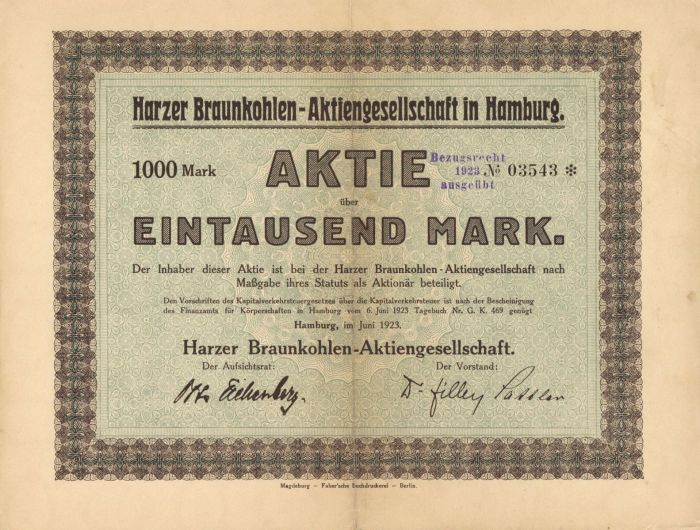 Harzer Braunkohlen-Aktiengesellschaft in Hamburg.
1000 Mark
AKTIE
Bezugsrecht
1923
ausgeübt
№ 03543 *
über
EINTAUSEND MARK.
Der Inhaber dieser Aktie ist bei der Harzer Braunkohlen-Aktiengesellschaft nach
Maßgabe ihres Statuts als Aktionär beteiligt.
Den Vorschriften des Kapitalverkehrsteuergesetzes über die Kapitalverkehrsteuer ist nach der Bescheinigung
des Finanzamts für Körperschaften in Hamburg vom 6. Juni 1923 Tagebuch Nr. G. K. 469 genügt
Hamburg, im Juni 1923.
Harzer Braunkohlen-Aktiengesellschaft.
Der Aufsichtsrat:
Der Vorstand:
Magdeburg – Faber'sche Buchdruckerei – Berlin.